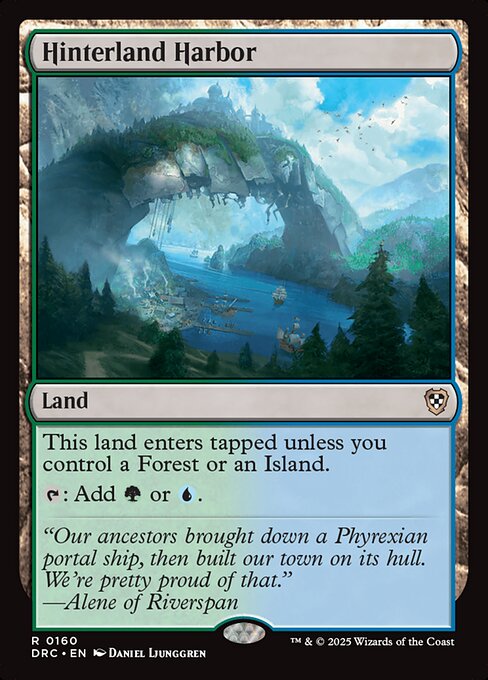 Hinterland Harbor
Land
This land enters tapped unless you
control a Forest or an Island.
: Add or .
“Our ancestors brought down a Phyrexian
portal ship, then built our town on its hull.
We’re pretty proud of that.”
—Alene of Riverspan
R 0160
DRC • EN Daniel Ljunggren
™ & © 2025 Wizards of the Coast